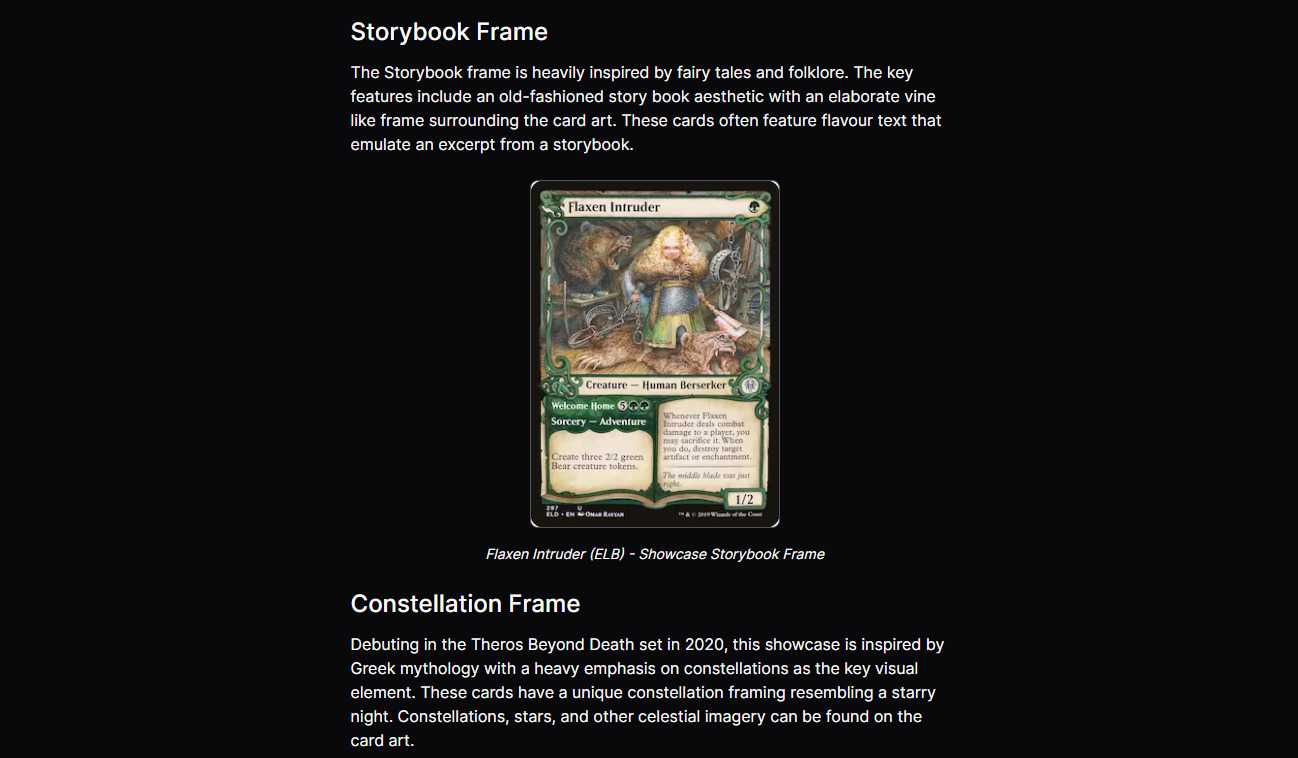 Storybook Frame
The Storybook frame is heavily inspired by fairy tales and folklore. The key
features include an old-fashioned story book aesthetic with an elaborate vine
like frame surrounding the card art. These cards often feature flavour text that
emulate an excerpt from a storybook.
Flaxen Intruder
Creature — Human Berserker
Welcome Home 5
Sorcery — Adventure
Create three 2/2 green
Bear creature tokens.
Whenever Flaxen
Intruder deals combat
damage to a player, you
may sacrifice it. When
you do, destroy target
artifact or enchantment.
The middle blade was just
right.
1/2
297 U
ELD • EN Omar Rayyan
™ & © 2019 Wizards of the Coast
Flaxen Intruder (ELB) - Showcase Storybook Frame
Constellation Frame
Debuting in the Theros Beyond Death set in 2020, this showcase is inspired by
Greek mythology with a heavy emphasis on constellations as the key visual
element. These cards have a unique constellation framing resembling a starry
night. Constellations, stars, and other celestial imagery can be found on the
card art.